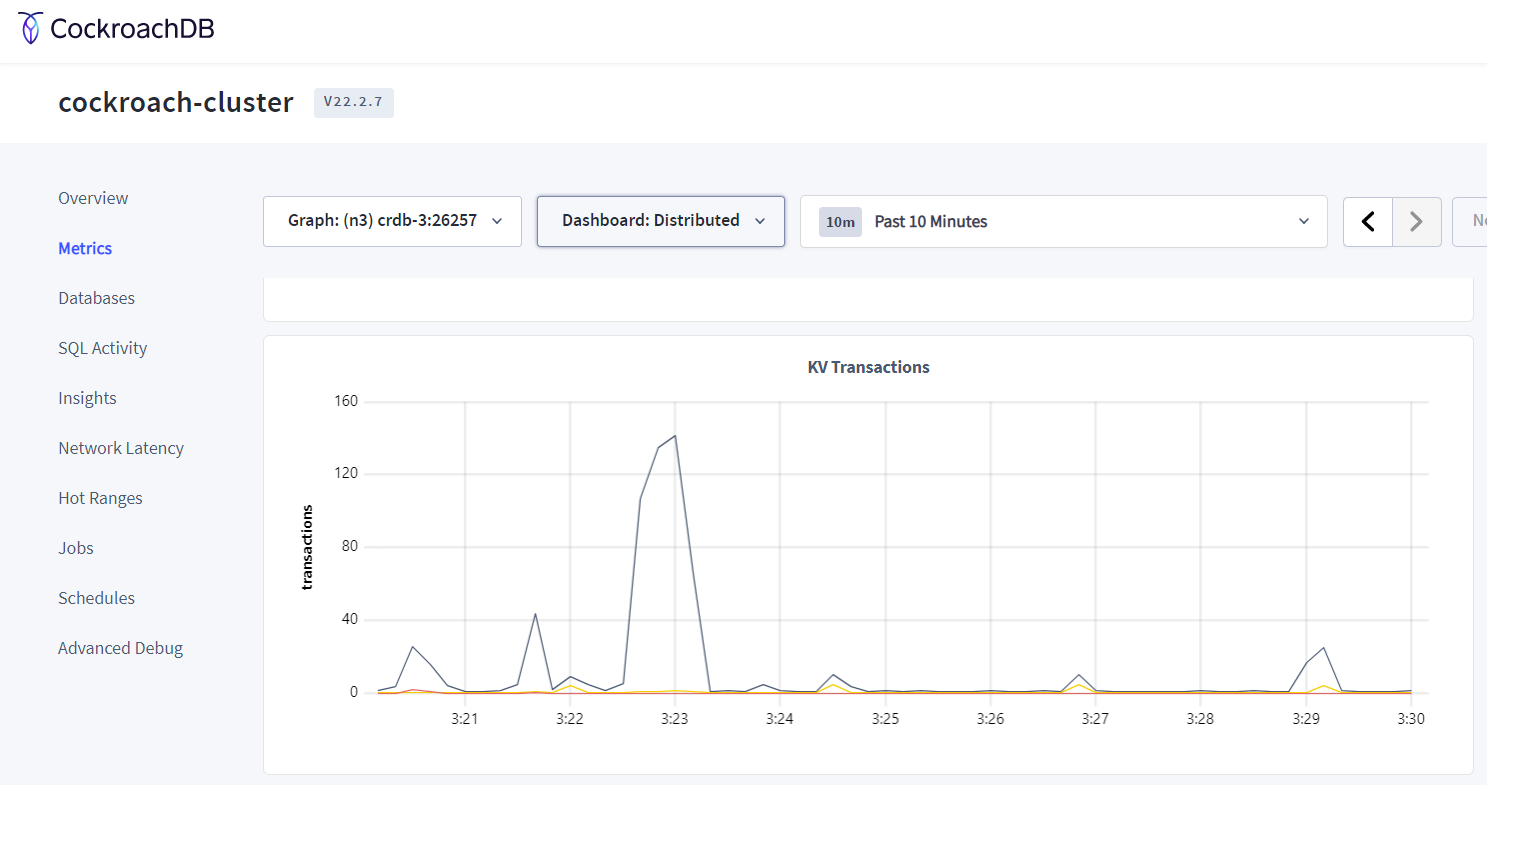 CockroachDB
cockroach-cluster V22.2.7
Overview
Metrics
Databases
SQL Activity
Insights
Network Latency
Hot Ranges
Jobs
Schedules
Advanced Debug
Graph: (n3) crdb-3:26257
Dashboard: Distributed
10m Past 10 Minutes
KV Transactions
transactions
160
120
80
40
0
3:21 3:22 3:23 3:24 3:25 3:26 3:27 3:28 3:29 3:30